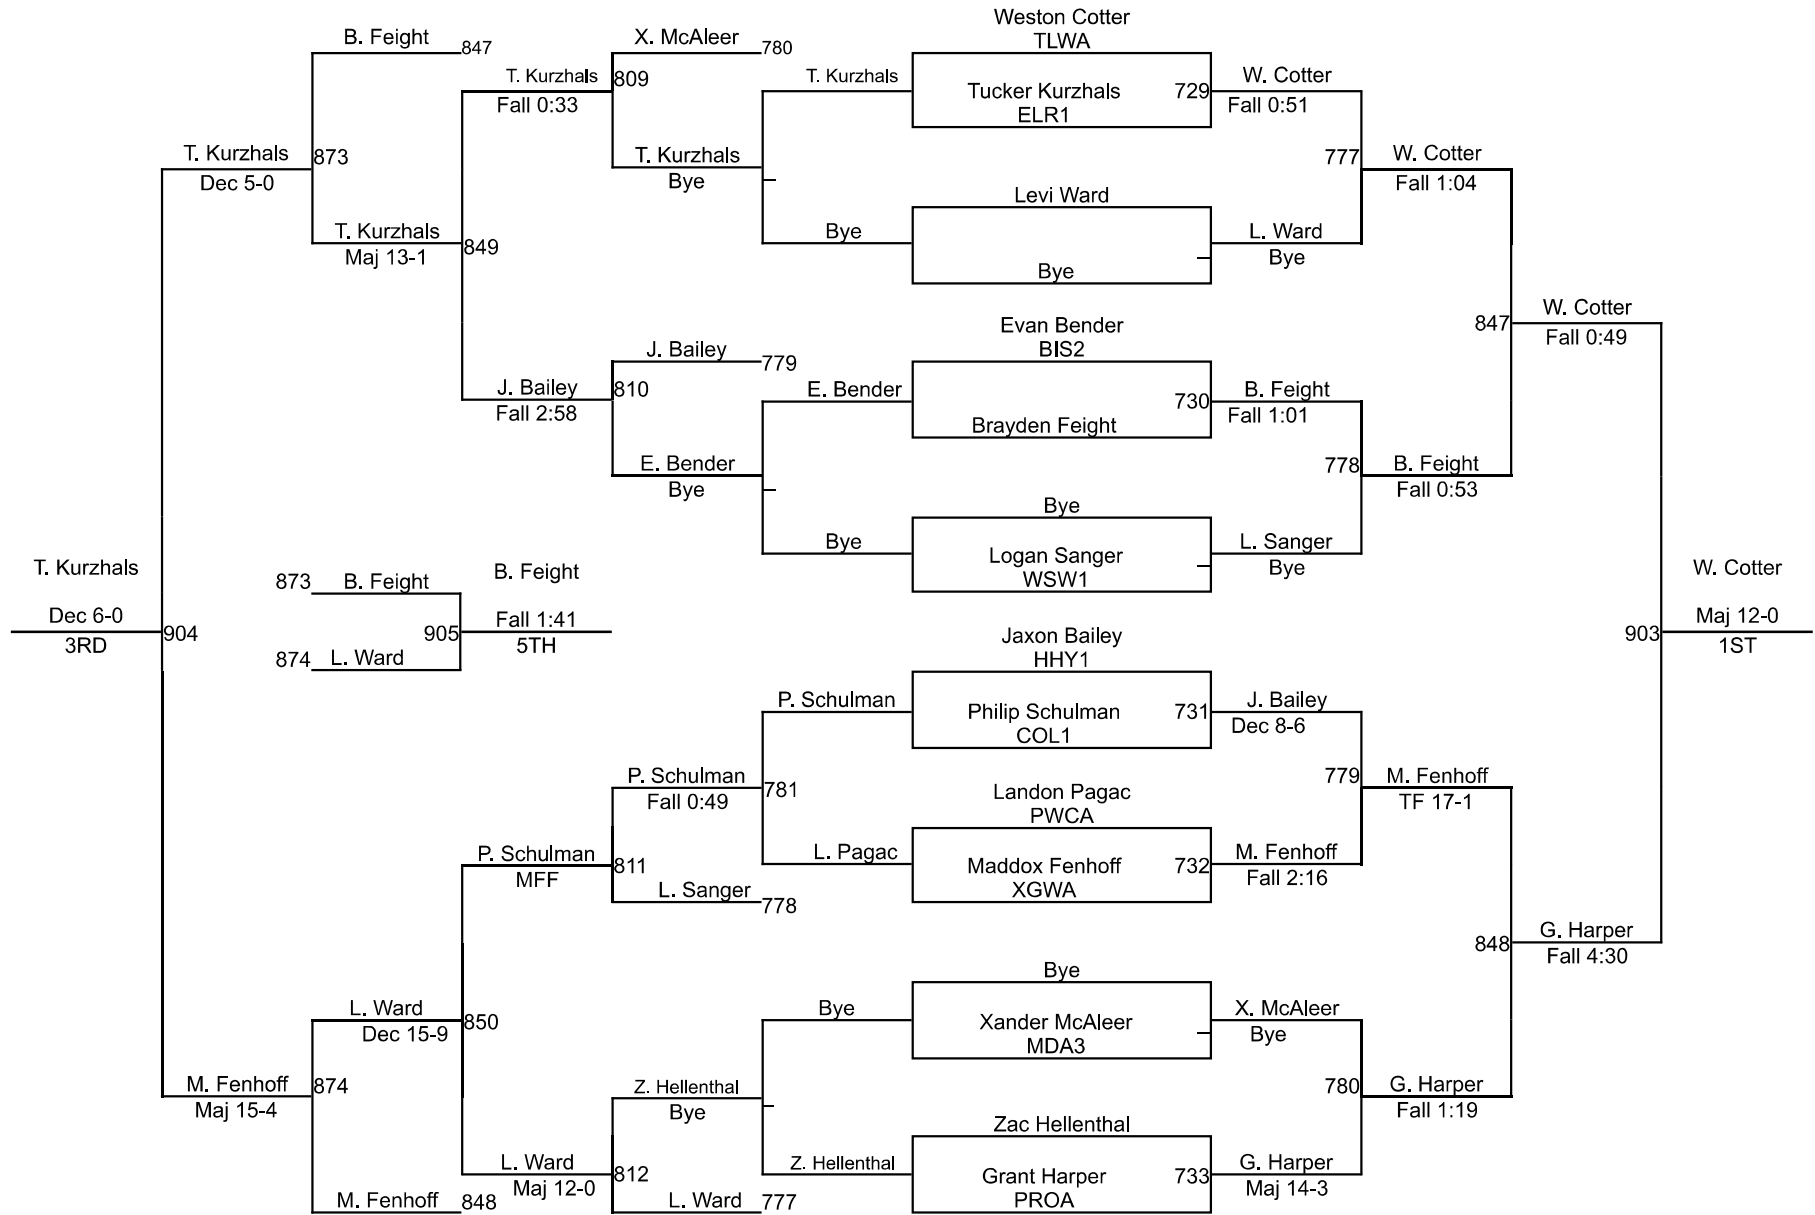 Weston Cotter
TLWA
B. Feight 847
X. McAleer 780
T. Kurzhals 809
Fall 0:33
T. Kurzhals
Tucker Kurzhals 729
ELR1
W. Cotter
Fall 0:51
T. Kurzhals 873
Dec 5-0
T. Kurzhals
Bye
777
W. Cotter
Fall 1:04
Levi Ward
T. Kurzhals 849
Maj 13-1
Bye
Bye
L. Ward
Bye
W. Cotter
847
Fall 0:49
Evan Bender
BIS2
J. Bailey 779
J. Bailey 810
Fall 2:58
E. Bender
730
Brayden Feight
B. Feight
Fall 1:01
E. Bender
Bye
778
B. Feight
Fall 0:53
Bye
Bye
Logan Sanger
WSW1
L. Sanger
Bye
T. Kurzhals
Dec 6-0
904
3RD
873 B. Feight
B. Feight
905
Fall 1:41
5TH
874 L. Ward
W. Cotter
903
Maj 12-0
1ST
Jaxon Bailey
HHY1
P. Schulman
Philip Schulman 731
COL1
J. Bailey
Dec 8-6
P. Schulman
Fall 0:49
781
Landon Pagac
PWCA
779
M. Fenhoff
TF 17-1
P. Schulman
MFF
811
L. Pagac
Maddox Fenhoff 732
XGWA
M. Fenhoff
Fall 2:16
L. Sanger 778
848
G. Harper
Fall 4:30
Bye
L. Ward
Dec 15-9
850
Bye
Xander McAleer
MDA3
X. McAleer
Bye
M. Fenhoff 874
Maj 15-4
Z. Hellenthal
Bye
780
G. Harper
Fall 1:19
Zac Hellenthal
L. Ward
Maj 12-0
812
Z. Hellenthal
Grant Harper 733
PROA
G. Harper
Maj 14-3
M. Fenhoff 848
L. Ward 777